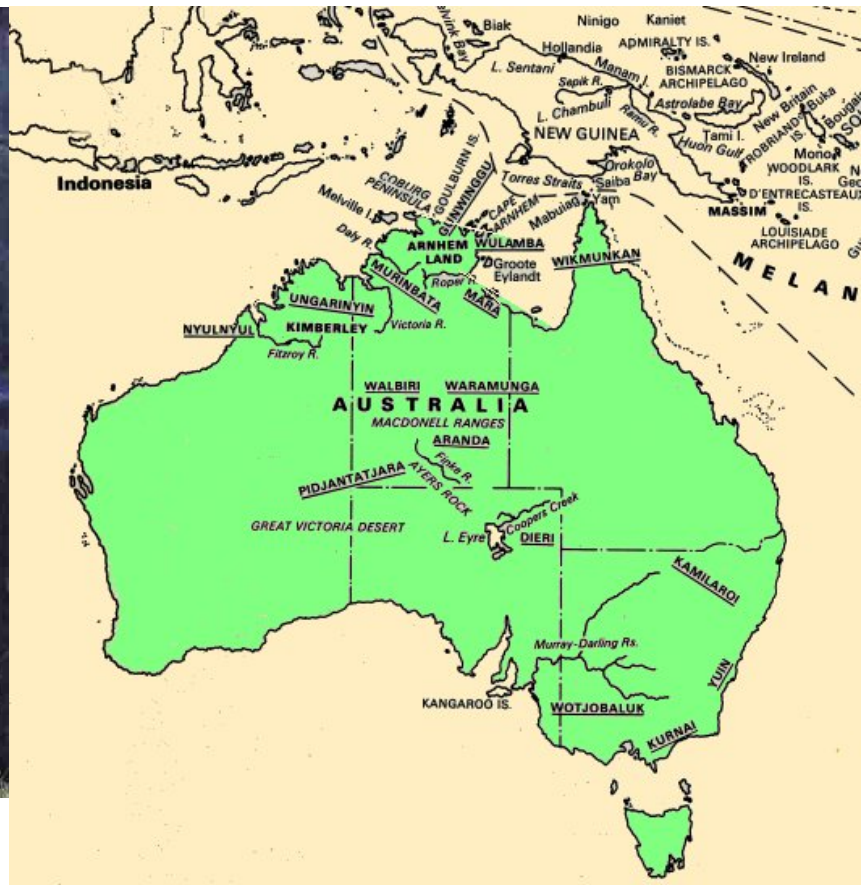 Biak
Ninigo
Kaniet
Hollandia
ADMIRALTY IS.
New Ireland
L. Sentani
Manam I.
BISMARCK
ARCHIPELAGO
Sepik R.
L. Chambuli
Ramu R.
Astrolabe Bay
New Britain
Buka
NEW GUINEA
Tami I.
Huon Gulf
TROBRIAND
IS.
Mono
WOODLARK
IS.
Orokolo
Bay
Torres Straits
Saiba
Yam
Mabuiag
D'ENTRECASTEAUX
IS.
MASSIM
LOUISIADE
ARCHIPELAGO
MELAN
Indonesia
COBURG
PENINSULA
GOULBURN IS.
GUNWINGGU
CAPE
ARNHEM
Melville I.
Daly R.
ARNHEM
LAND
WULAMBA
Groote
Eylandt
WIKMUNKAN
MURINBATA
Roper R.
MARA
UNGARINYIN
NYULNYUL
KIMBERLEY
Victoria R.
Fitzroy R.
WALBIRI
WARAMUNGA
AUSTRALIA
MACDONELL RANGES
ARANDA
Finke R.
PIDJANTATJARA
AYERS ROCK
GREAT VICTORIA DESERT
Coopers Creek
L. Eyre
DIERI
KAMILAROI
Murray-Darling Rs.
YUIN
KANGAROO IS.
WOTJOBALUK
KURNAI